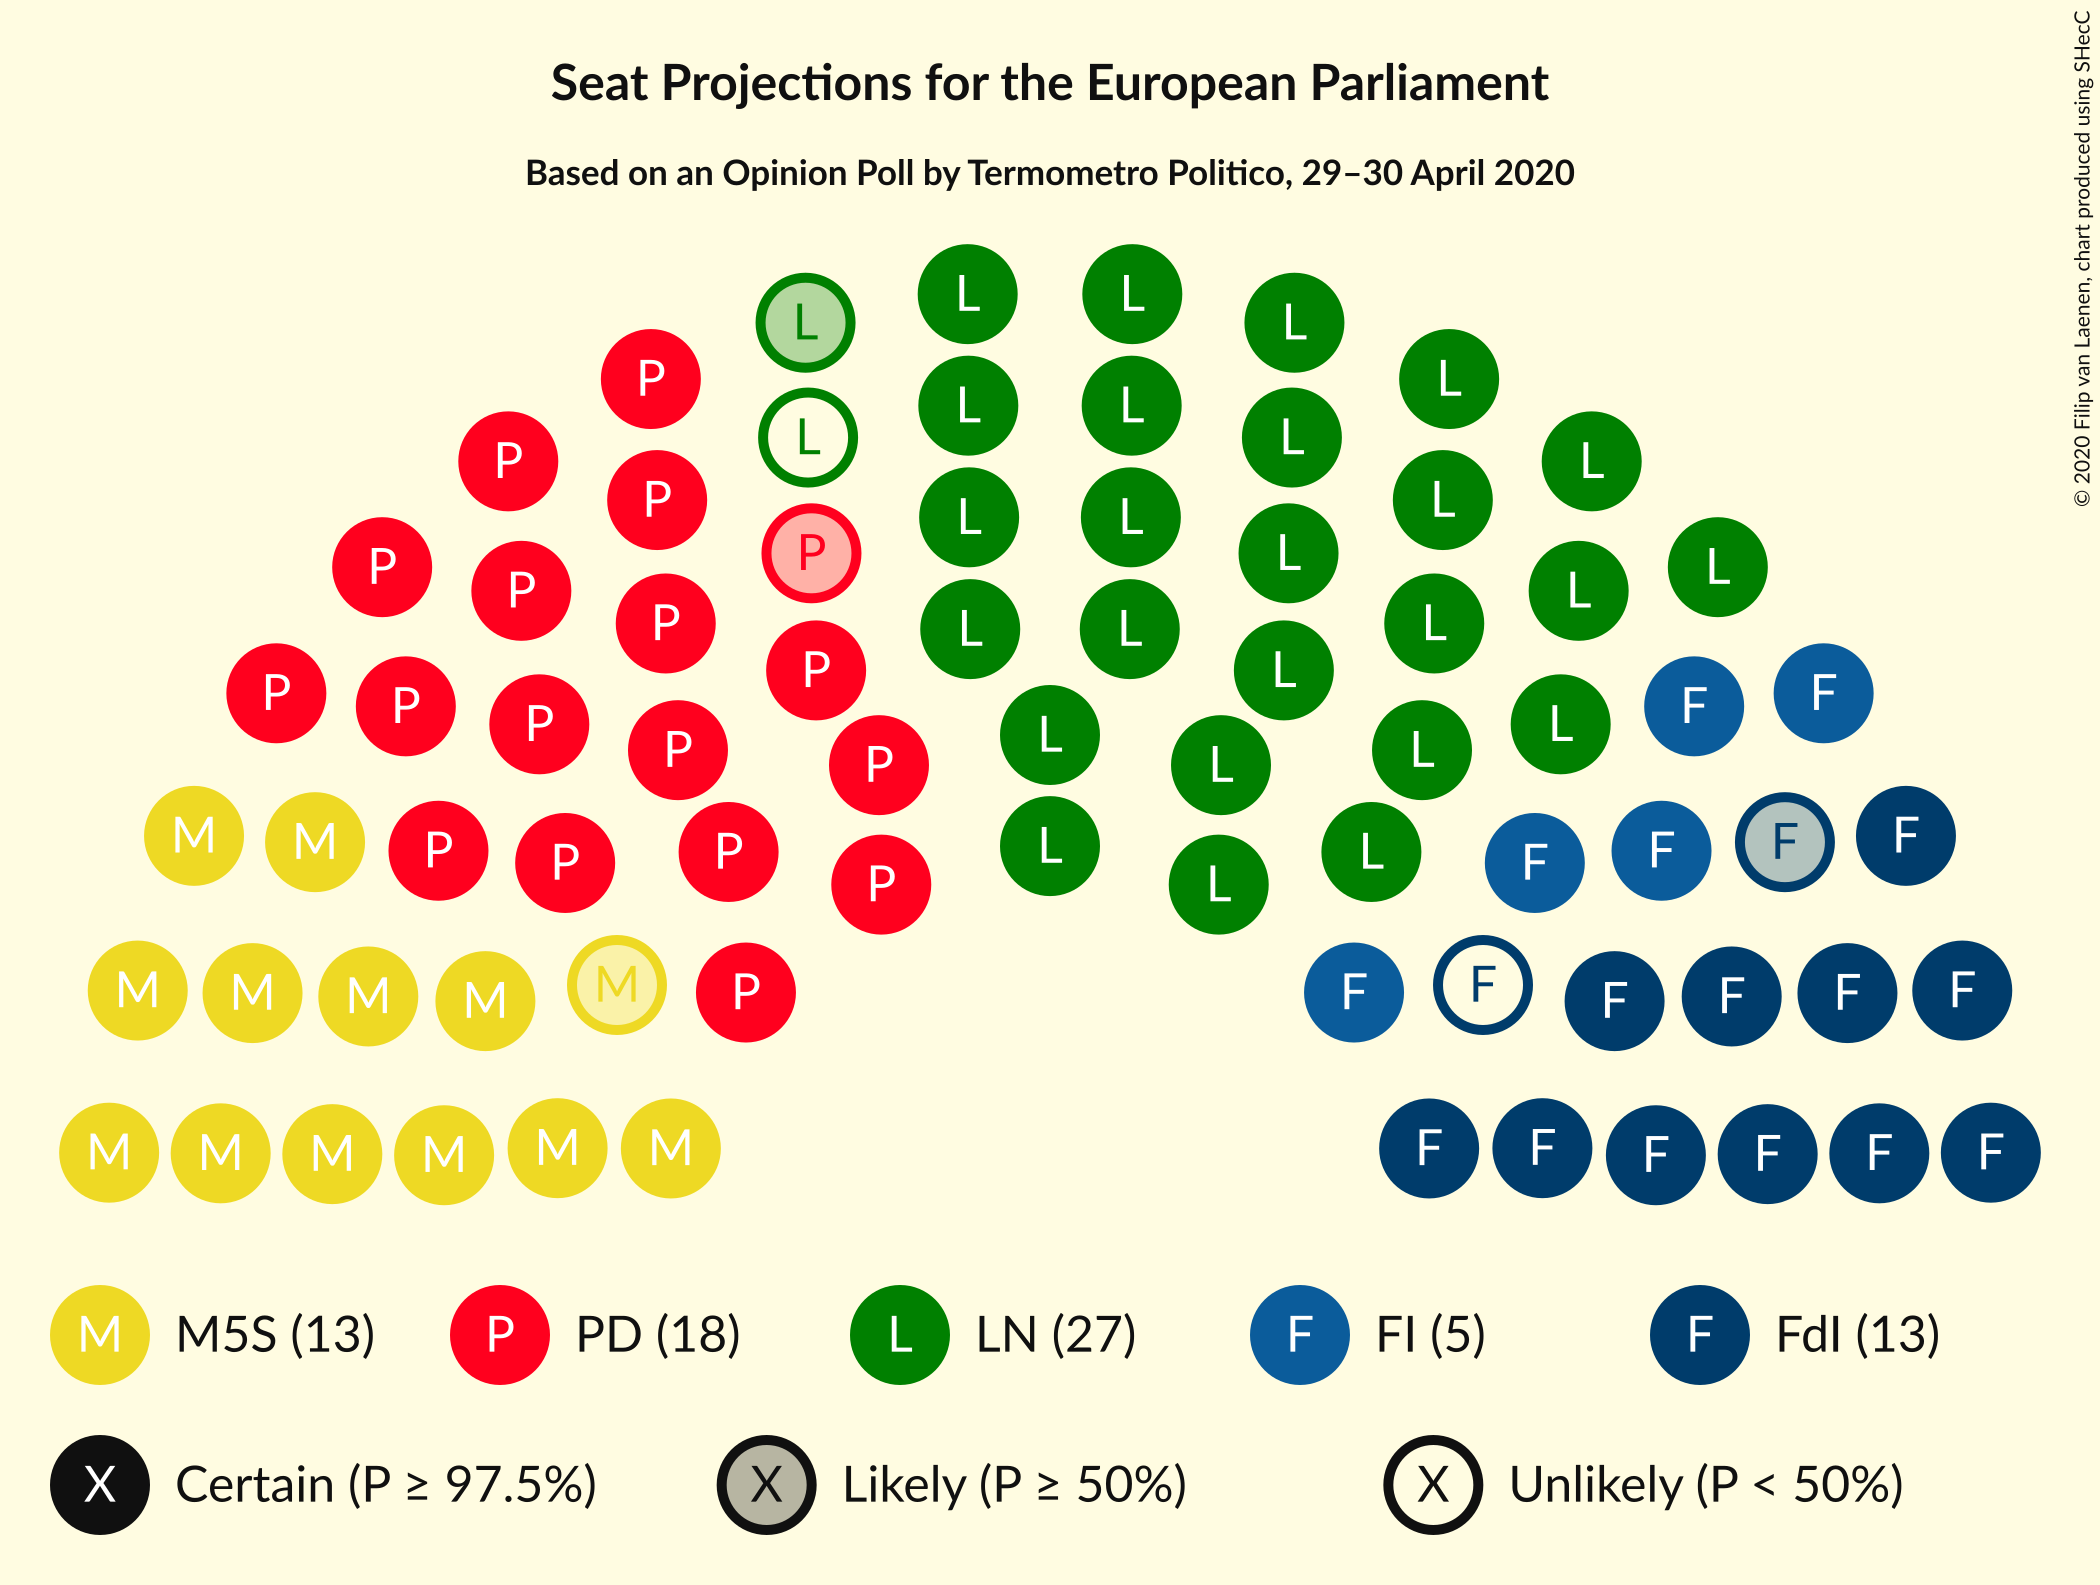 Seat Projections for the European Parliament
Based on an Opinion Poll by Termometro Politico, 29–30 April 2020
© 2020 Filip van Laenen, chart produced using SHecC
L L
L L
P L
L L
P L
L L
P L
P L
L L
P L
P L
P L
P L
L L
P L
P P F F
P L
P L
P L
L
P L
M F
M P P F F
P L
L
P F F
P L
M M M M M P F F F F F F
M M M M M M F F F F F F
M M5S (13) P PD (18) L LN (27) F FI (5) F FdI (13)
X Certain (P ≥ 97.5%) X Likely (P ≥ 50%) X Unlikely (P < 50%)